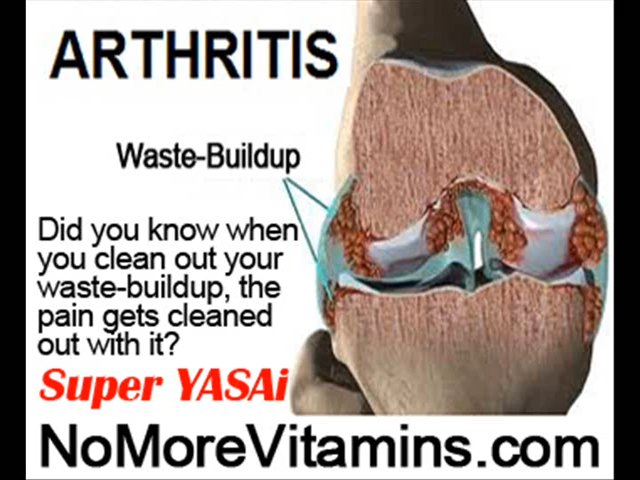 ARTHRITIS
Waste-Buildup
Did you know when
you clean out your
waste-buildup, the
pain gets cleaned
out with it?
Super YASAi
NoMoreVitamins.com